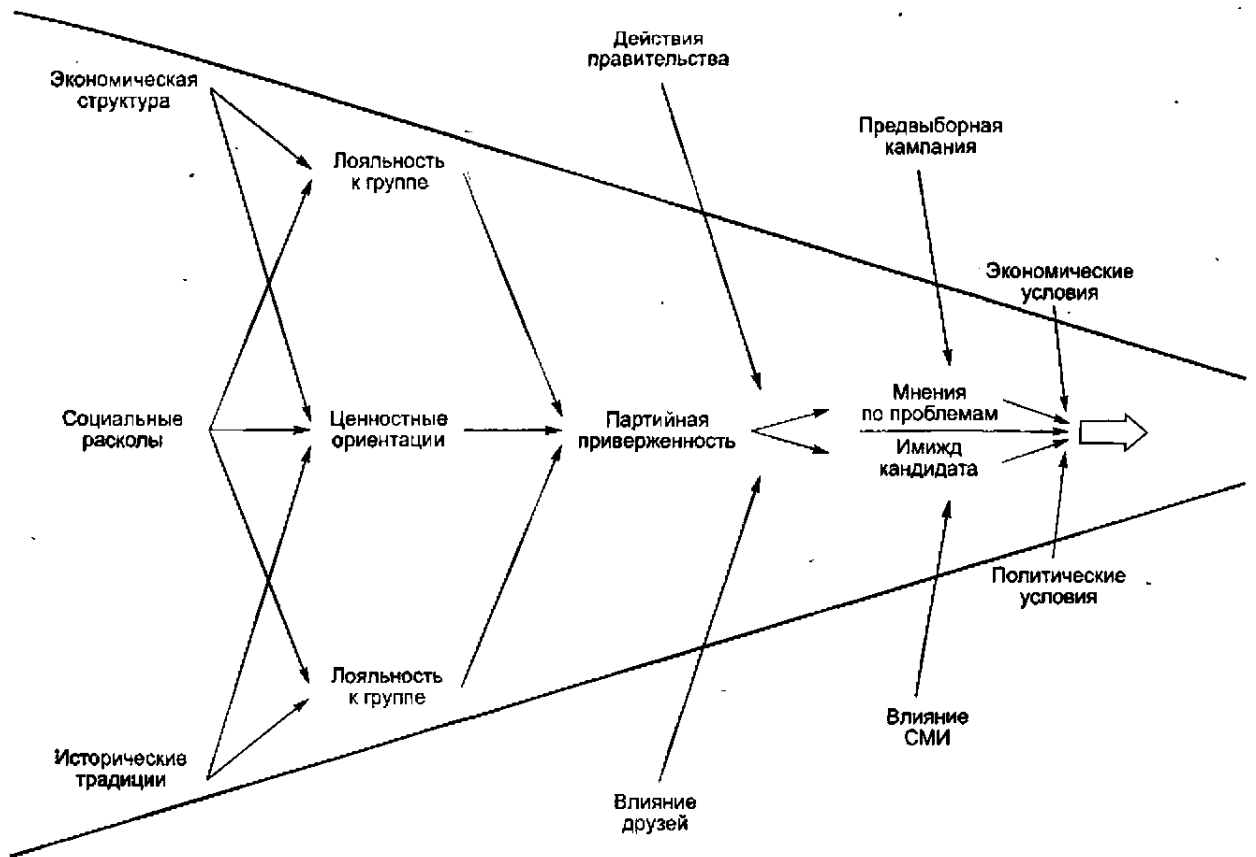 Экономическая
структура
Социальные
расколы
Исторические
традиции
Лояльность
к группе
Ценностные
ориентации
Лояльность
к группе
Действия
правительства
Партийная
приверженность
Влияние
друзей
Предвыборная
кампания
Мнения
по проблемам
Имижд
кандидата
Влияние
СМИ
Экономические
условия
Политические
условия